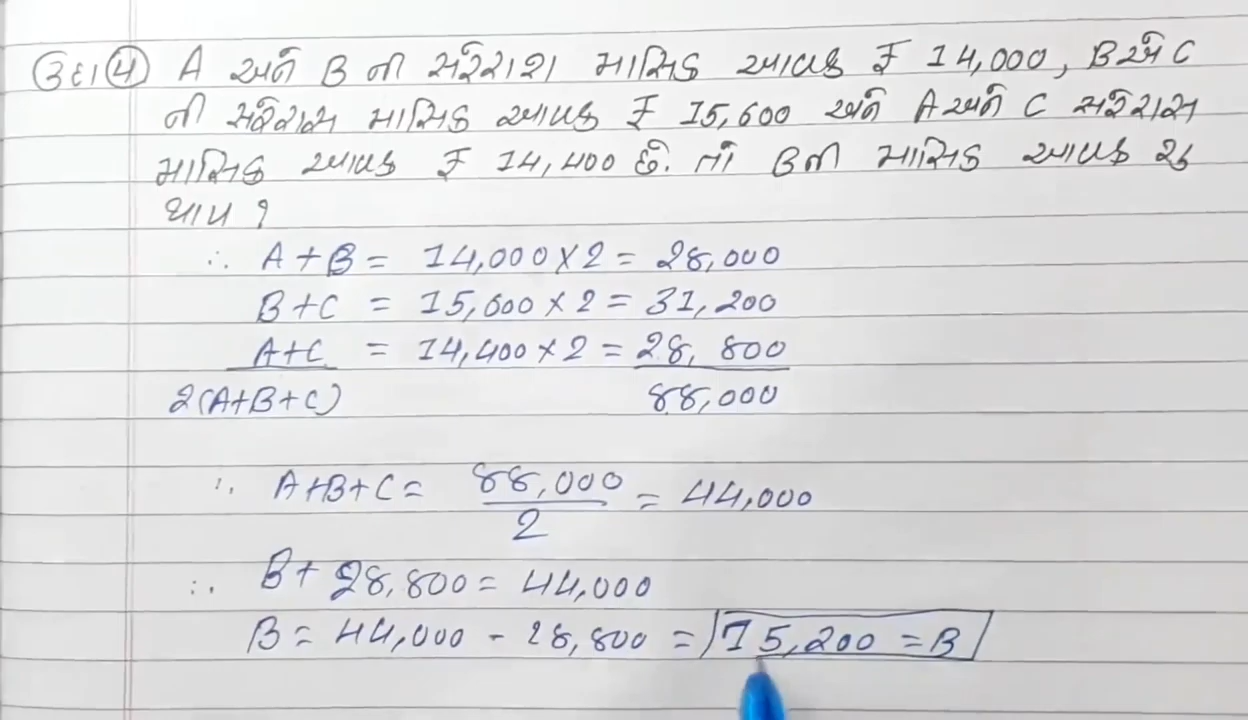 ઉદા ૪ A અને B ની સરેરાશ માસિક આવક ₹ 14,000, B અને C
ની સરેરાશ માસિક આવક ₹ 15,600 અને A અને C સરેરાશ
માસિક આવક ₹ 14,400 છે. તો B ની માસિક આવક શું
થાય ?
∴ A + B = 14,000 × 2 = 28,000
B + C = 15,600 × 2 = 31,200
A + C = 14,400 × 2 = 28,800
2(A+B+C) 88,000
∴ A+B+C = 88,000 / 2 = 44,000
∴ B + 28,800 = 44,000
B = 44,000 - 28,800 = 15,200 = B